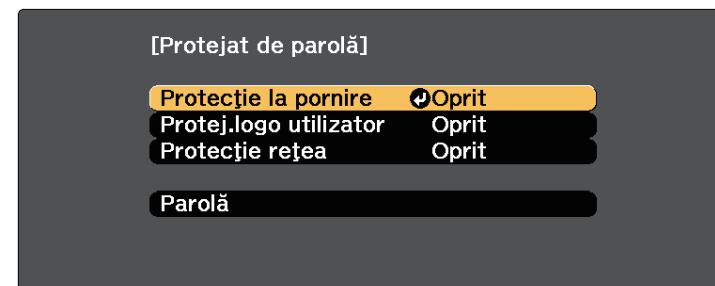 [Protejat de parolă]
Protecţie la pornire Oprit
Protej.logo utilizator Oprit
Protecţie reţea Oprit
Parolă